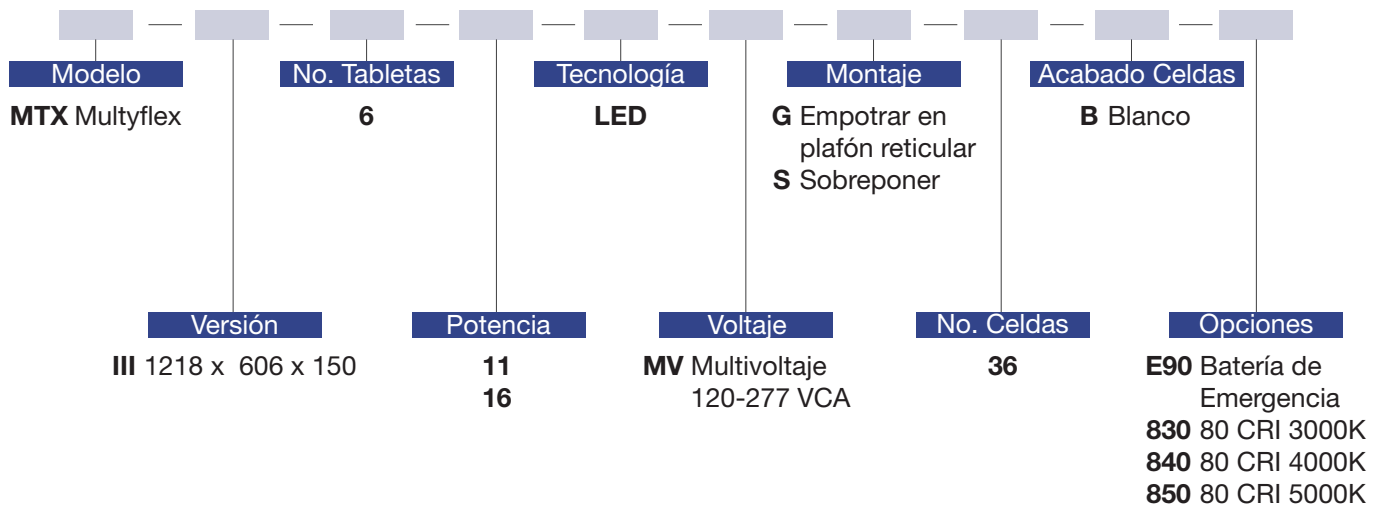 Modelo
No. Tabletas
Tecnología
Montaje
Acabado Celdas
MTX Multyflex
6
LED
G Empotrar en
plafón reticular
S Sobreponer
B Blanco
Versión
Potencia
Voltaje
No. Celdas
Opciones
III 1218 x  606 x 150
11
16
MV Multivoltaje
120-277 VCA
36
E90 Batería de
Emergencia
830 80 CRI 3000K
840 80 CRI 4000K
850 80 CRI 5000K